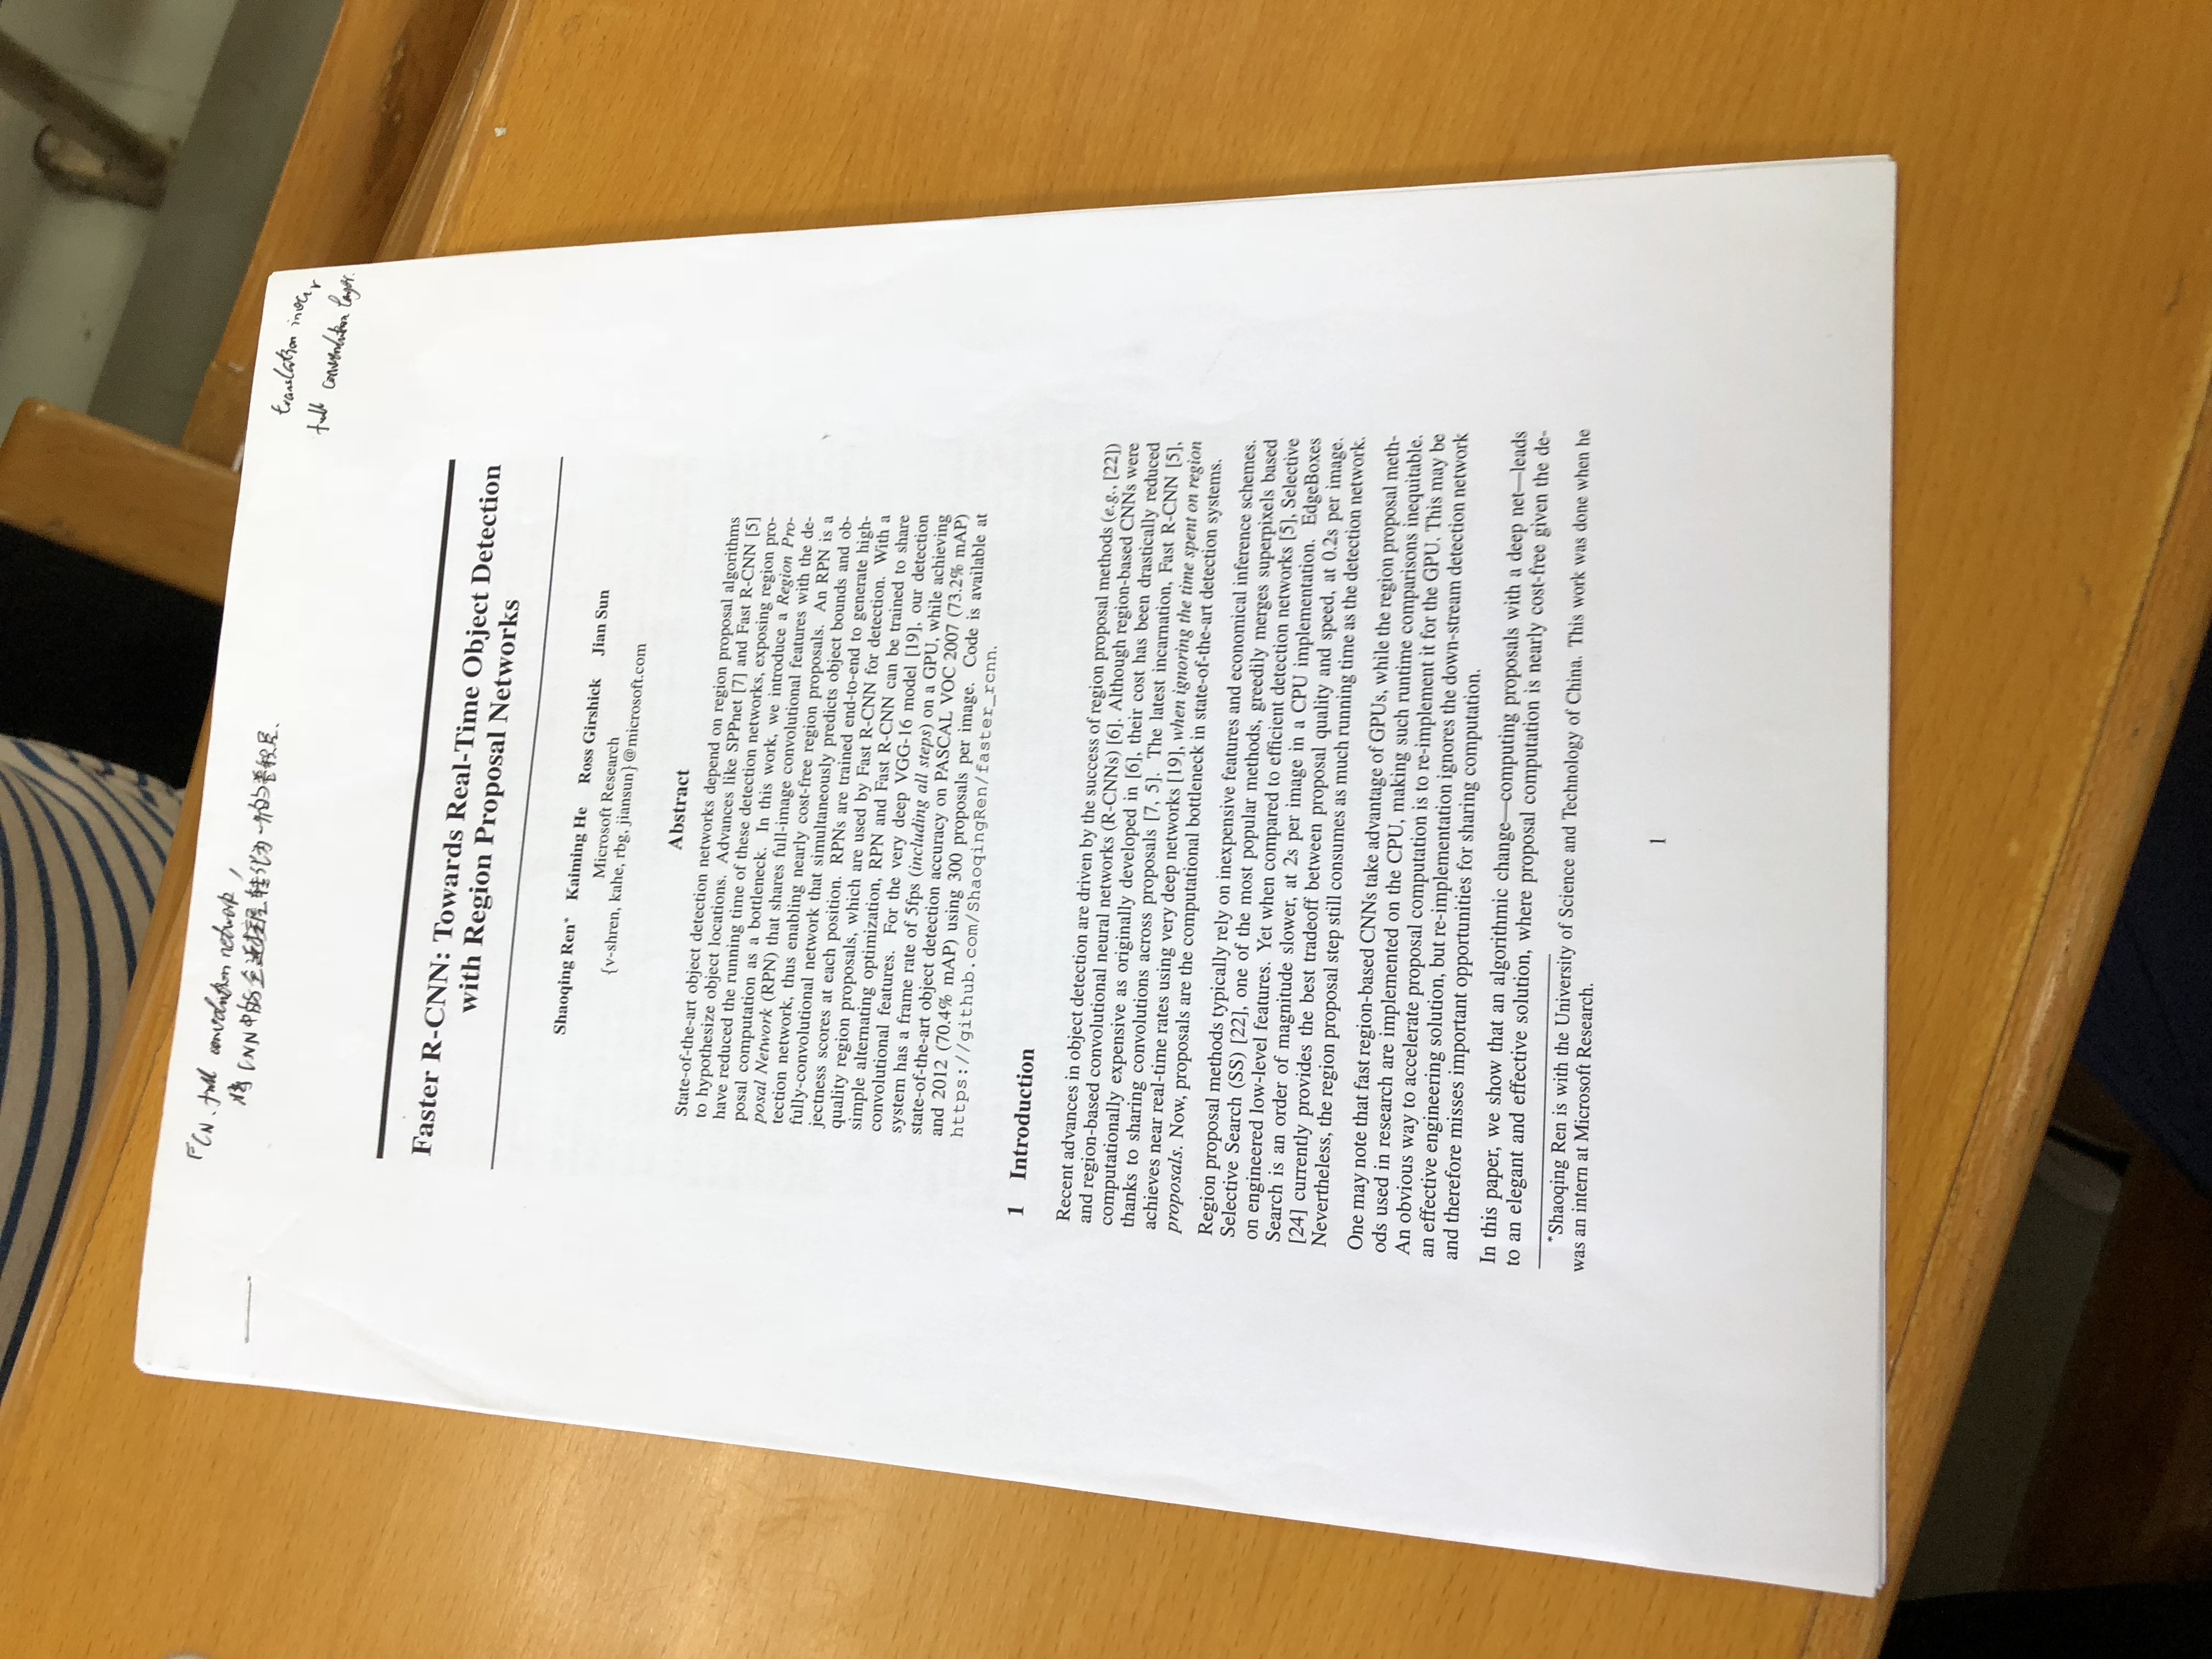 FCN. full convolution network,
将CNN中的全连接层转化为一个个的卷积层.
translation
full convolution layer.
Faster R-CNN: Towards Real-Time Object Detection
with Region Proposal Networks
Shaoqing Ren* Kaiming He Ross Girshick Jian Sun
Microsoft Research
{v-shren, kahe, rbg, jiansun}@microsoft.com
Abstract
State-of-the-art object detection networks depend on region proposal algorithms
to hypothesize object locations. Advances like SPPnet [7] and Fast R-CNN [5]
have reduced the running time of these detection networks, exposing region pro-
posal computation as a bottleneck. In this work, we introduce a Region Pro-
posal Network (RPN) that shares full-image convolutional features with the de-
tection network, thus enabling nearly cost-free region proposals. An RPN is a
fully-convolutional network that simultaneously predicts object bounds and ob-
jectness scores at each position. RPNs are trained end-to-end to generate high-
quality region proposals, which are used by Fast R-CNN for detection. With a
simple alternating optimization, RPN and Fast R-CNN can be trained to share
convolutional features. For the very deep VGG-16 model [19], our detection
system has a frame rate of 5fps (including all steps) on a GPU, while achieving
state-of-the-art object detection accuracy on PASCAL VOC 2007 (73.2% mAP)
and 2012 (70.4% mAP) using 300 proposals per image. Code is available at
https://github.com/ShaoqingRen/faster_rcnn.
1 Introduction
Recent advances in object detection are driven by the success of region proposal methods (e.g., [22])
and region-based convolutional neural networks (R-CNNs) [6]. Although region-based CNNs were
computationally expensive as originally developed in [6], their cost has been drastically reduced
thanks to sharing convolutions across proposals [7, 5]. The latest incarnation, Fast R-CNN [5],
achieves near real-time rates using very deep networks [19], when ignoring the time spent on region
proposals. Now, proposals are the computational bottleneck in state-of-the-art detection systems.
Region proposal methods typically rely on inexpensive features and economical inference schemes.
Selective Search (SS) [22], one of the most popular methods, greedily merges superpixels based
on engineered low-level features. Yet when compared to efficient detection networks [5], Selective
Search is an order of magnitude slower, at 2s per image in a CPU implementation. EdgeBoxes
[24] currently provides the best tradeoff between proposal quality and speed, at 0.2s per image.
Nevertheless, the region proposal step still consumes as much running time as the detection network.
One may note that fast region-based CNNs take advantage of GPUs, while the region proposal meth-
ods used in research are implemented on the CPU, making such runtime comparisons inequitable.
An obvious way to accelerate proposal computation is to re-implement it for the GPU. This may be
an effective engineering solution, but re-implementation ignores the down-stream detection network
and therefore misses important opportunities for sharing computation.
In this paper, we show that an algorithmic change—computing proposals with a deep net—leads
to an elegant and effective solution, where proposal computation is nearly cost-free given the de-
*Shaoqing Ren is with the University of Science and Technology of China. This work was done when he
was an intern at Microsoft Research.
1